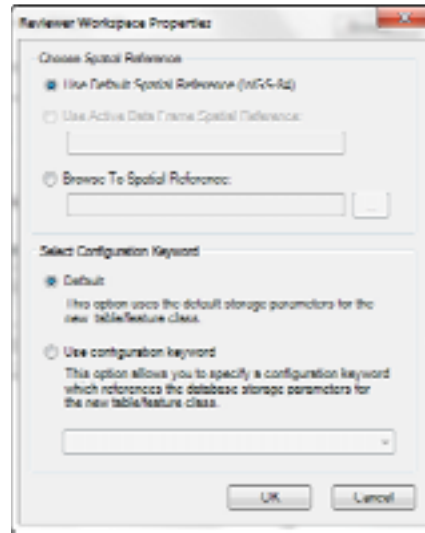 Reviewer Workspace Properties
Choose Spatial Reference
Use Default Spatial Reference (WGS-84)
Use Active Data Frame Spatial Reference:
Browse To Spatial Reference:
...
Select Configuration Keyword
Default
This option uses the default storage parameters for the
new table/feature class.
Use configuration keyword
This option allows you to specify a configuration keyword
which references the database storage parameters for
the new table/feature class.
OK Cancel